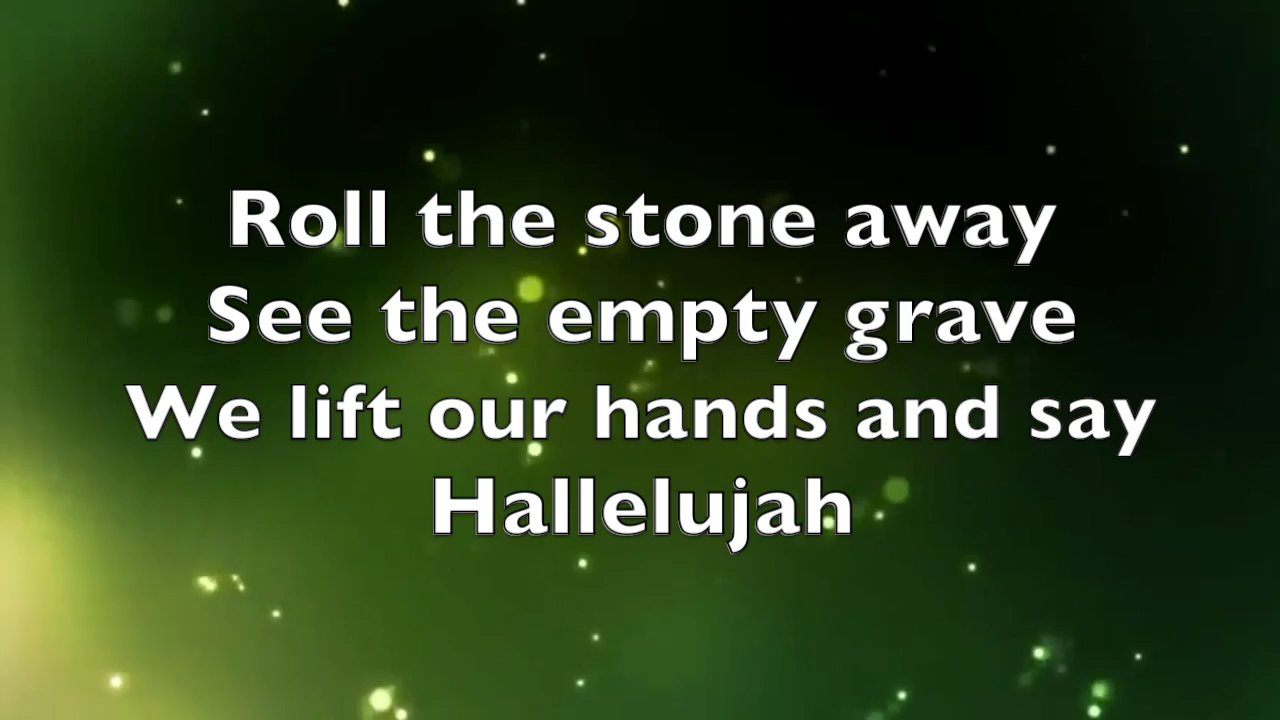 Roll the stone away
See the empty grave
We lift our hands and say
Hallelujah